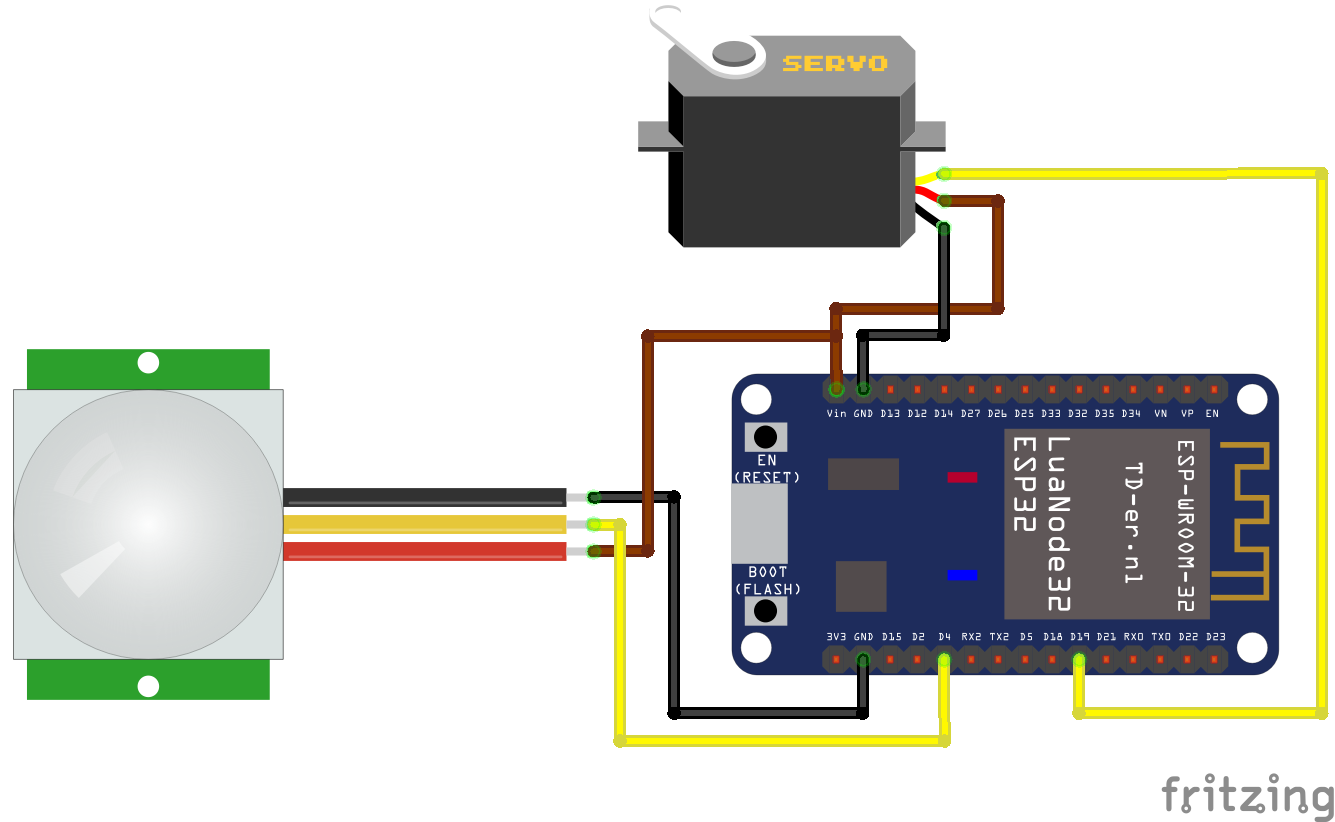 SERVO
Vin GND D13 D12 D14 D27 D26 D25 D33 D32 D35 D34 VN VP EN
EN
(RESET)
BOOT
(FLASH)
LuaNode32
ESP32
TD-er.nl
ESP-WROOM-32
3V3 GND D15 D2 D4 RX2 TX2 D5 D18 D19 D21 RX0 TX0 D22 D23
fritzing